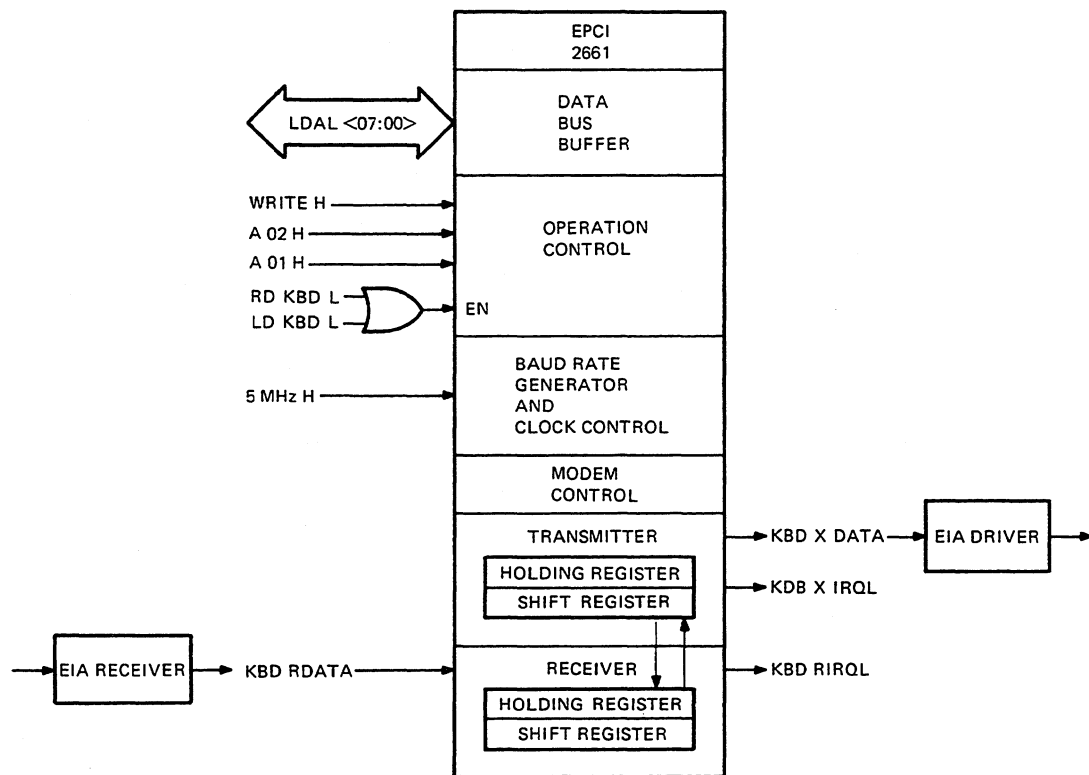 EPCI
2661
LDAL <07:00>
DATA
BUS
BUFFER
WRITE H
A 02 H
A 01 H
RD KBD L
LD KBD L
EN
OPERATION
CONTROL
5 MHz H
BAUD RATE
GENERATOR
AND
CLOCK CONTROL
MODEM
CONTROL
TRANSMITTER
HOLDING REGISTER
SHIFT REGISTER
KBD X DATA
EIA DRIVER
KDB X IRQL
EIA RECEIVER
KBD RDATA
RECEIVER
HOLDING REGISTER
SHIFT REGISTER
KBD RIRQL